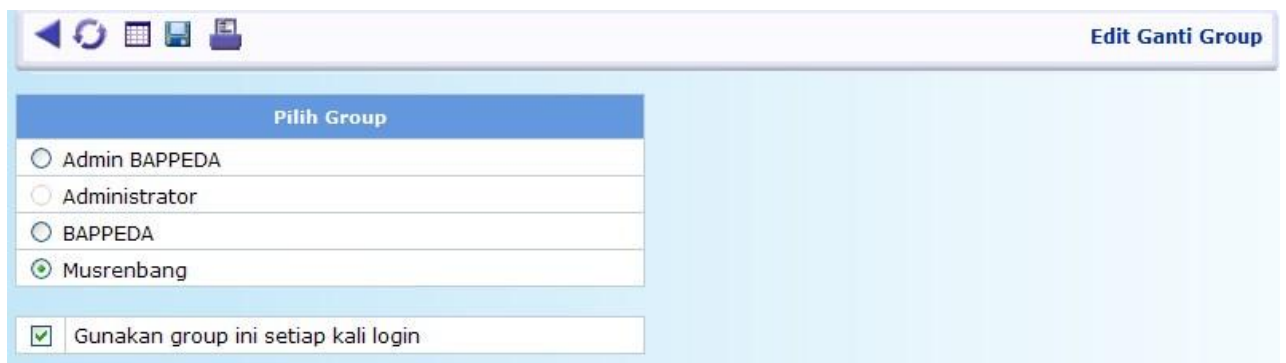 Edit Ganti Group
Pilih Group
Admin BAPPEDA
Administrator
BAPPEDA
Musrenbang
Gunakan group ini setiap kali login